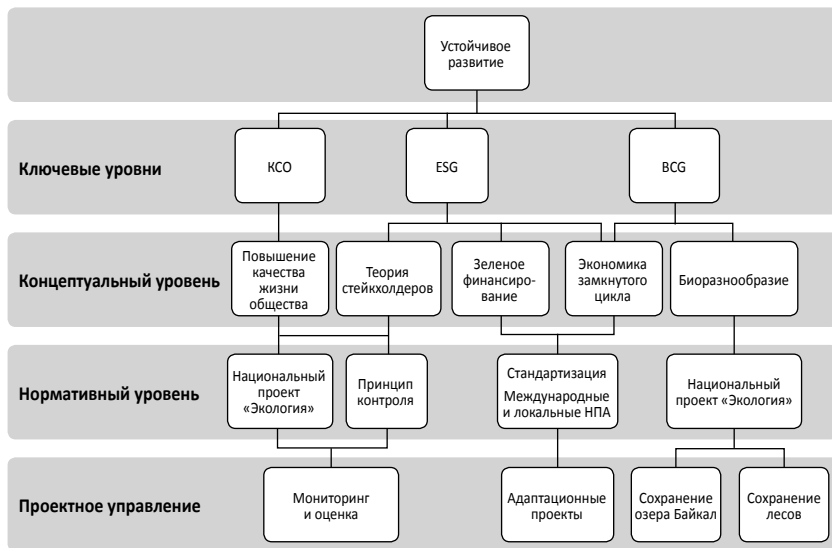 Устойчивое
развитие
Ключевые уровни
КСО
ESG
BCG
Концептуальный уровень
Повышение
качества
жизни
общества
Теория
стейкхолдеров
Зеленое
финансиро-
вание
Экономика
замкнутого
цикла
Биоразнообразие
Нормативный уровень
Национальный
проект
«Экология»
Принцип
контроля
Стандартизация
Международные
и локальные НПА
Национальный
проект «Экология»
Проектное управление
Мониторинг
и оценка
Адаптационные
проекты
Сохранение
озера Байкал
Сохранение
лесов